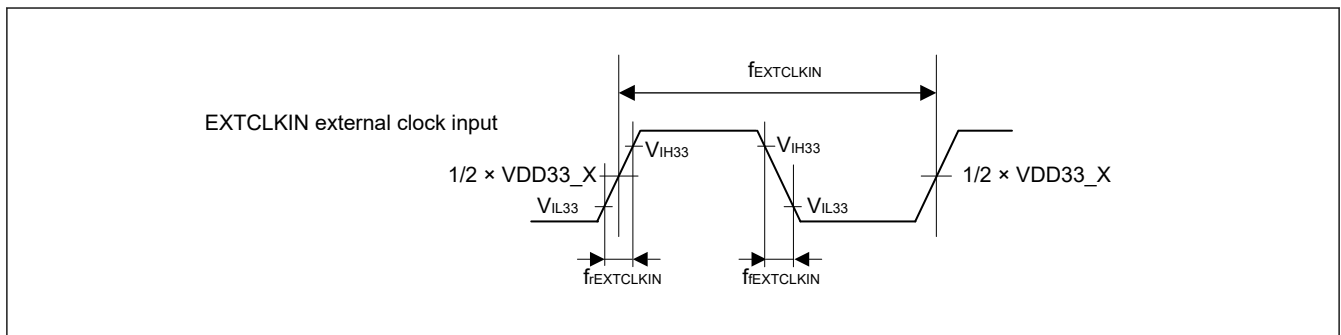 fEXTCLKIN
EXTCLKIN external clock input
VIH33 VIH33
1/2 × VDD33_X 1/2 × VDD33_X
VIL33 VIL33
frEXTCLKIN ffEXTCLKIN